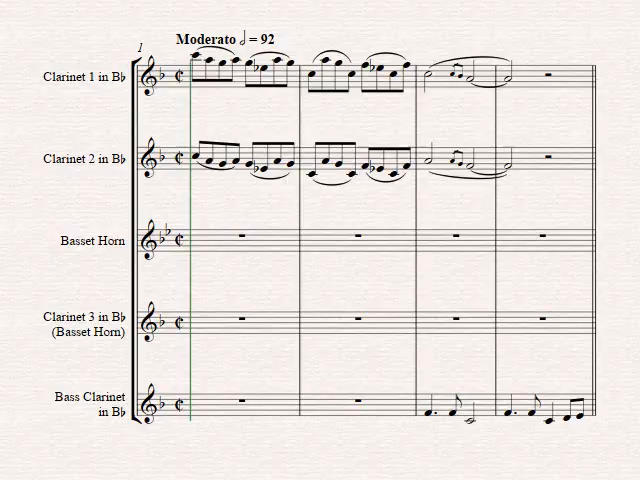 Moderato 𝅗𝅥 = 92
1
Clarinet 1 in B♭
Clarinet 2 in B♭
Basset Horn
Clarinet 3 in B♭
(Basset Horn)
Bass Clarinet
in B♭